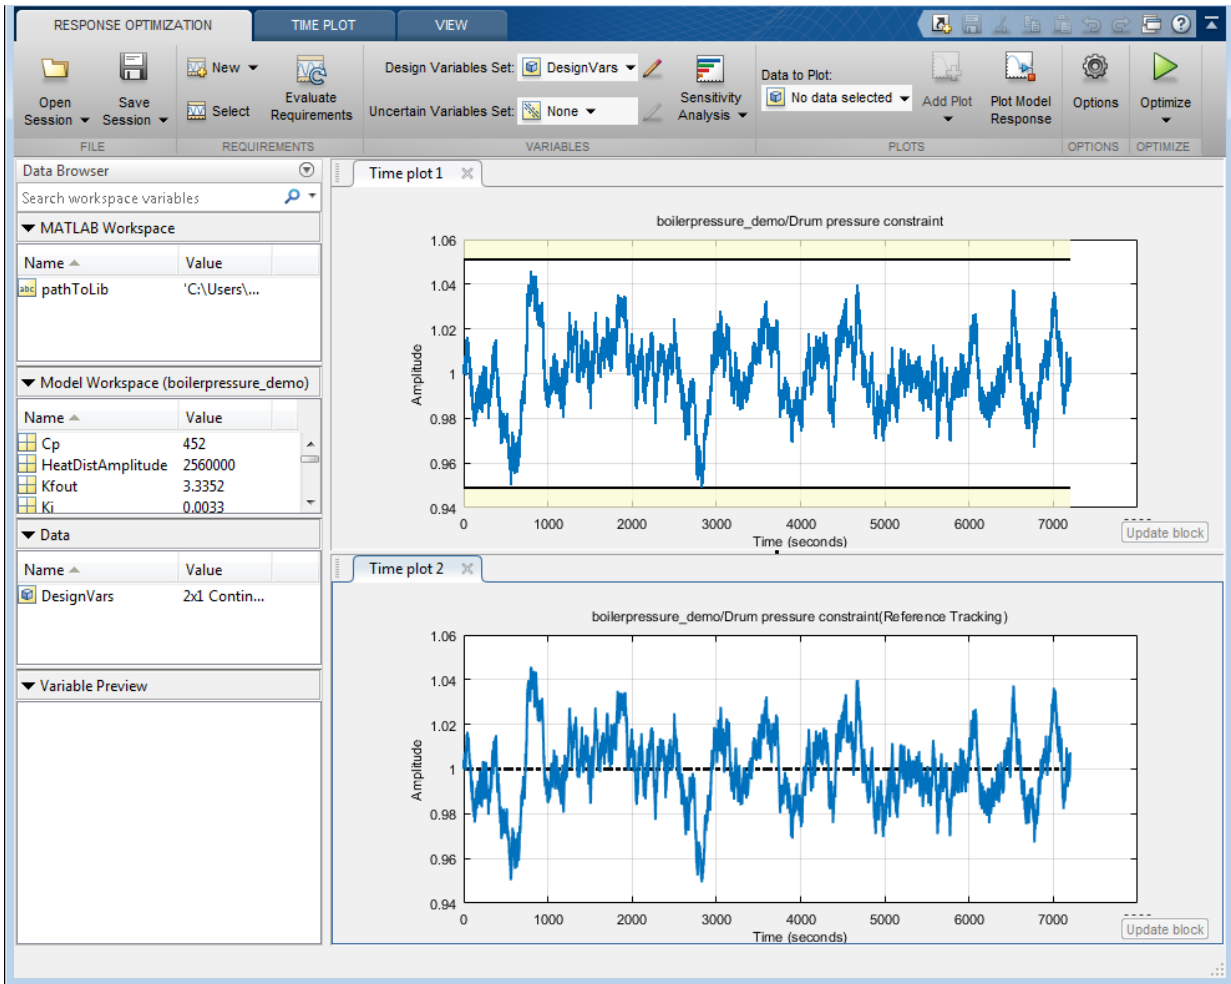 RESPONSE OPTIMIZATION
TIME PLOT
VIEW
Open
Session
Save
Session
FILE
New
Select
Evaluate
Requirements
REQUIREMENTS
Design Variables Set:
DesignVars
Uncertain Variables Set:
None
Sensitivity
Analysis
VARIABLES
Data to Plot:
No data selected
Add Plot
Plot Model
Response
PLOTS
Options
OPTIONS
Optimize
OPTIMIZE
Data Browser
Search workspace variables
MATLAB Workspace
Name Value
abc pathToLib 'C:\Users\...
Model Workspace (boilerpressure_demo)
Name Value
Cp 452
HeatDistAmplitude 2560000
Kfout 3.3352
Ki 0.0033
Data
Name Value
DesignVars 2x1 Contin...
Variable Preview
Time plot 1
boilerpressure_demo/Drum pressure constraint
Amplitude
1.06
1.04
1.02
1
0.98
0.96
0.94
0 1000 2000 3000 4000 5000 6000 7000
Time (seconds)
Update block
Time plot 2
boilerpressure_demo/Drum pressure constraint(Reference Tracking)
Amplitude
1.06
1.04
1.02
1
0.98
0.96
0.94
0 1000 2000 3000 4000 5000 6000 7000
Time (seconds)
Update block